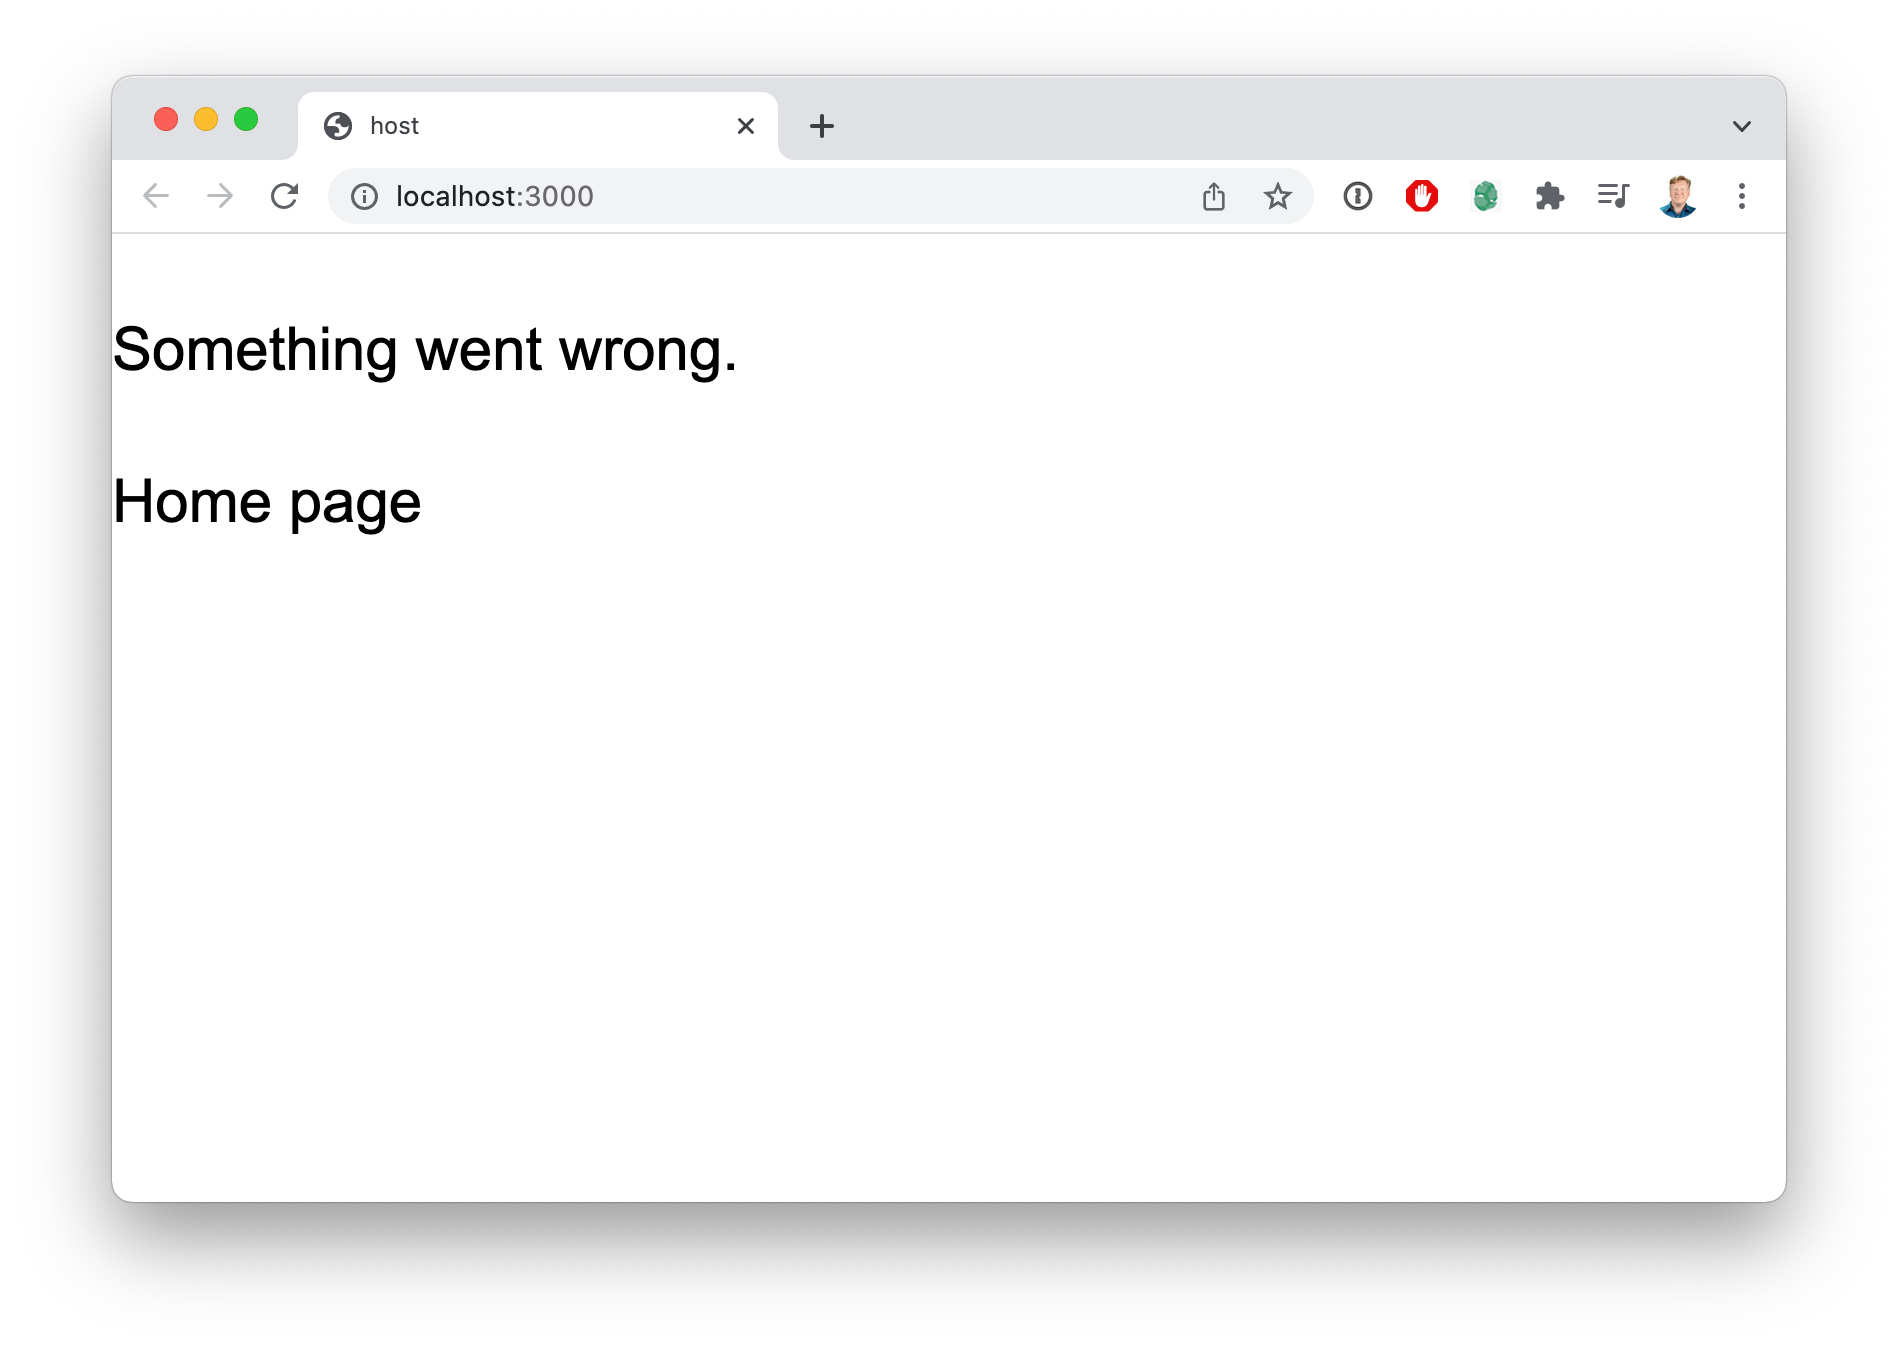 host
localhost:3000
Something went wrong.
Home page